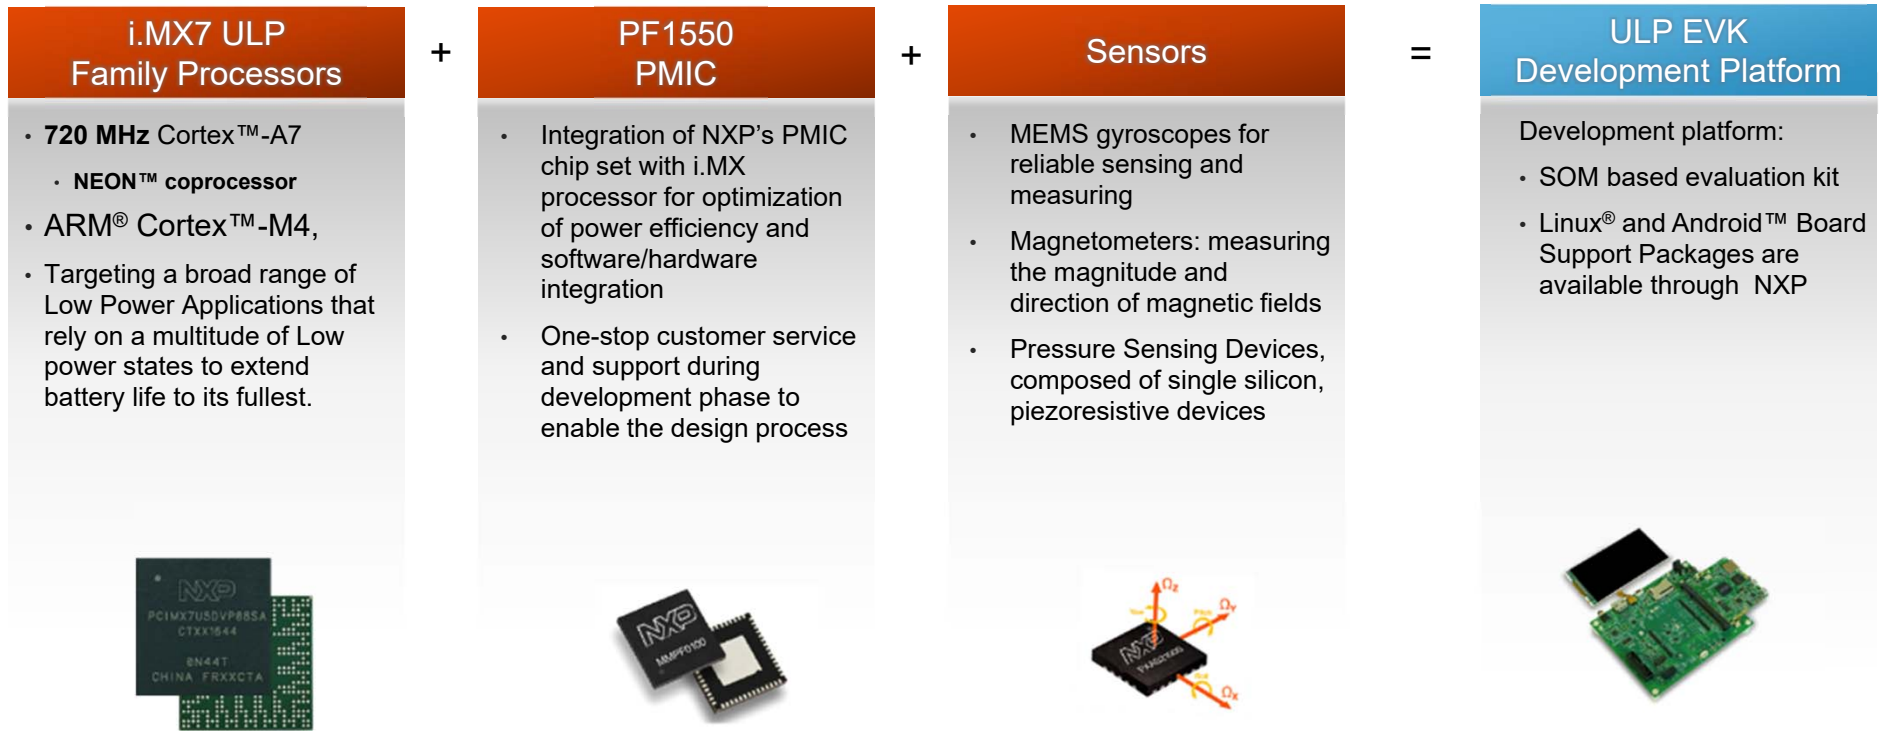 i.MX7 ULP
Family Processors
+
PF1550
PMIC
+
Sensors
=
ULP EVK
Development Platform
• 720 MHz Cortex™-A7
• NEON™ coprocessor
• ARM® Cortex™-M4,
• Targeting a broad range of
Low Power Applications that
rely on a multitude of Low
power states to extend
battery life to its fullest.
• Integration of NXP’s PMIC
chip set with i.MX
processor for optimization
of power efficiency and
software/hardware
integration
• One-stop customer service
and support during
development phase to
enable the design process
• MEMS gyroscopes for
reliable sensing and
measuring
• Magnetometers: measuring
the magnitude and
direction of magnetic fields
• Pressure Sensing Devices,
composed of single silicon,
piezoresistive devices
Development platform:
• SOM based evaluation kit
• Linux® and Android™ Board
Support Packages are
available through NXP
NXP
PCIMX7U5DVP88SA
CTXX1644
8N44T
CHINA FRXXCTA
NXP
MMPF0100
Ωz
Ωy
Pitch
NXP
Ωx